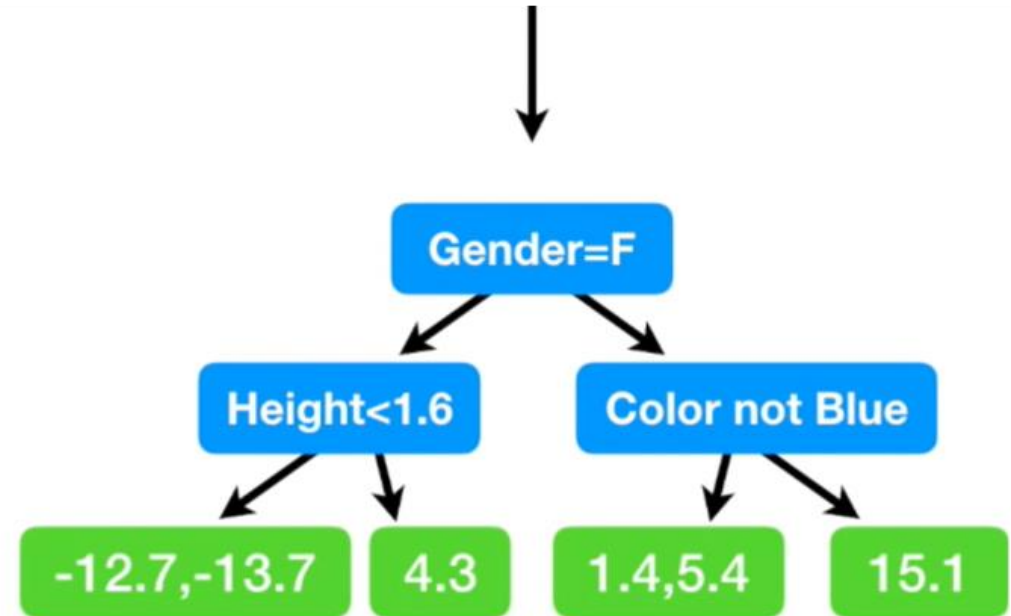 Gender=F
Height<1.6
Color not Blue
-12.7,-13.7
4.3
1.4,5.4
15.1